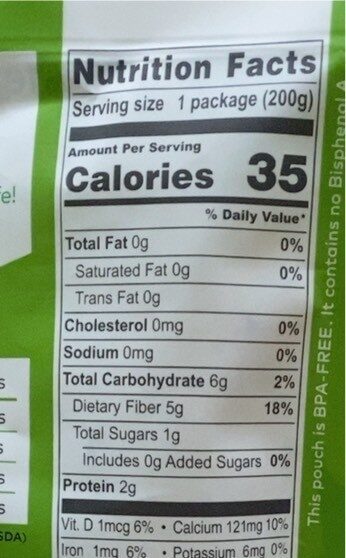 Nutrition Facts
Serving size 1 package (200g)
Amount Per Serving
Calories 35
% Daily Value*
Total Fat 0g 0%
Saturated Fat 0g 0%
Trans Fat 0g
Cholesterol 0mg 0%
Sodium 0mg 0%
Total Carbohydrate 6g 2%
Dietary Fiber 5g 18%
Total Sugars 1g
Includes 0g Added Sugars 0%
Protein 2g
Vit. D 1mcg 6% • Calcium 121mg 10%
Iron 1mg 6% • Potassium 6mg 0%
This pouch is BPA-FREE. It contains no Bisphenol A
fe!
S
S
S
S
S
SDA)